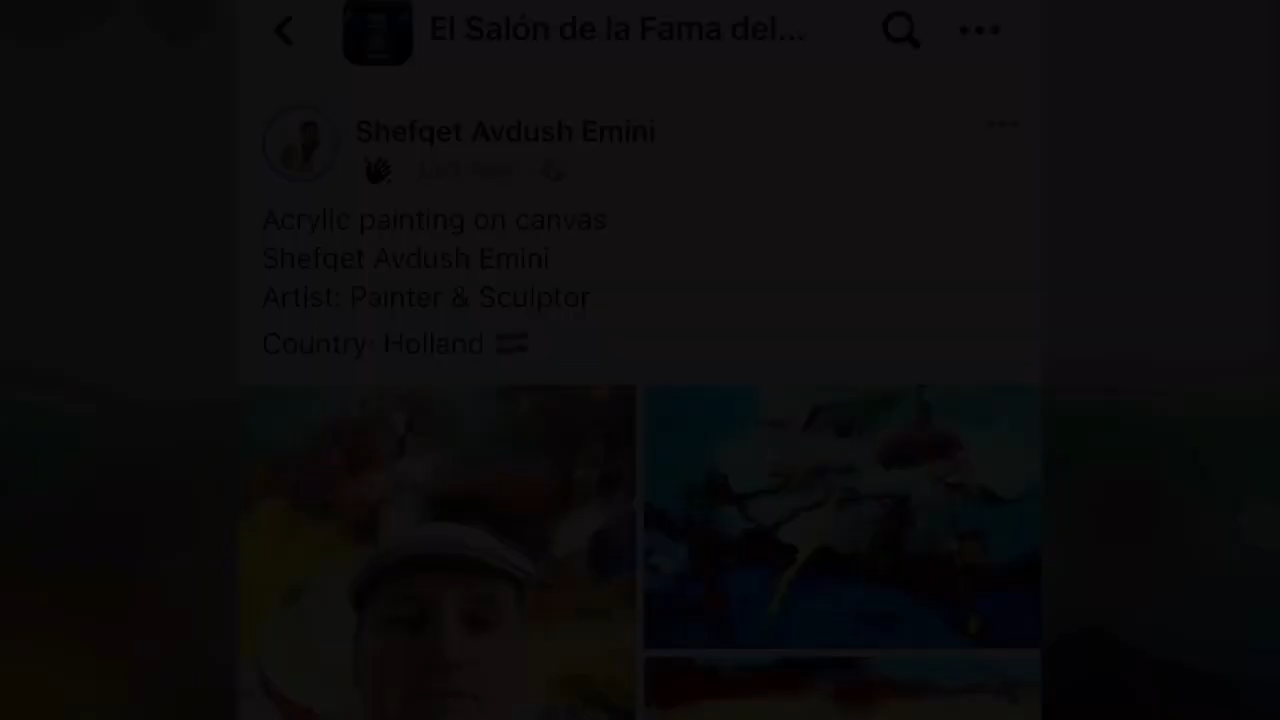 El Salón de la Fama del...
Shefqet Avdush Emini
Acrylic painting on canvas
Shefqet Avdush Emini
Artist: Painter & Sculptor
Country: Holland